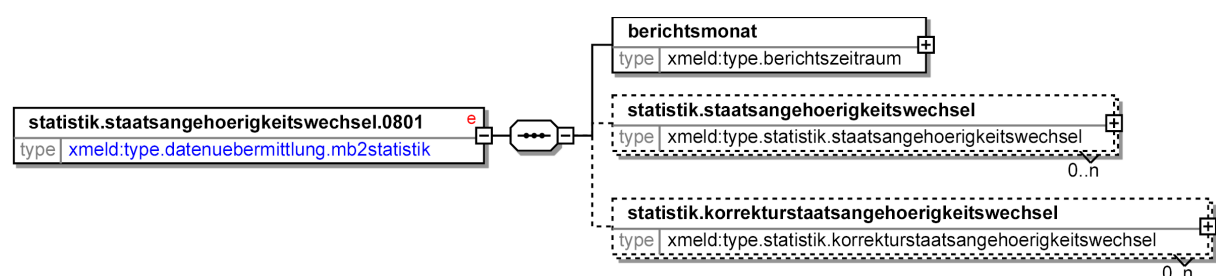 berichtsmonat
type xmeld:type.berichtszeitraum
statistik.staatsangehoerigkeitswechsel.0801 e
type xmeld:type.datenuebermittlung.mb2statistik
statistik.staatsangehoerigkeitswechsel
type xmeld:type.statistik.staatsangehoerigkeitswechsel
0..n
statistik.korrekturstaatsangehoerigkeitswechsel
type xmeld:type.statistik.korrekturstaatsangehoerigkeitswechsel
0..n